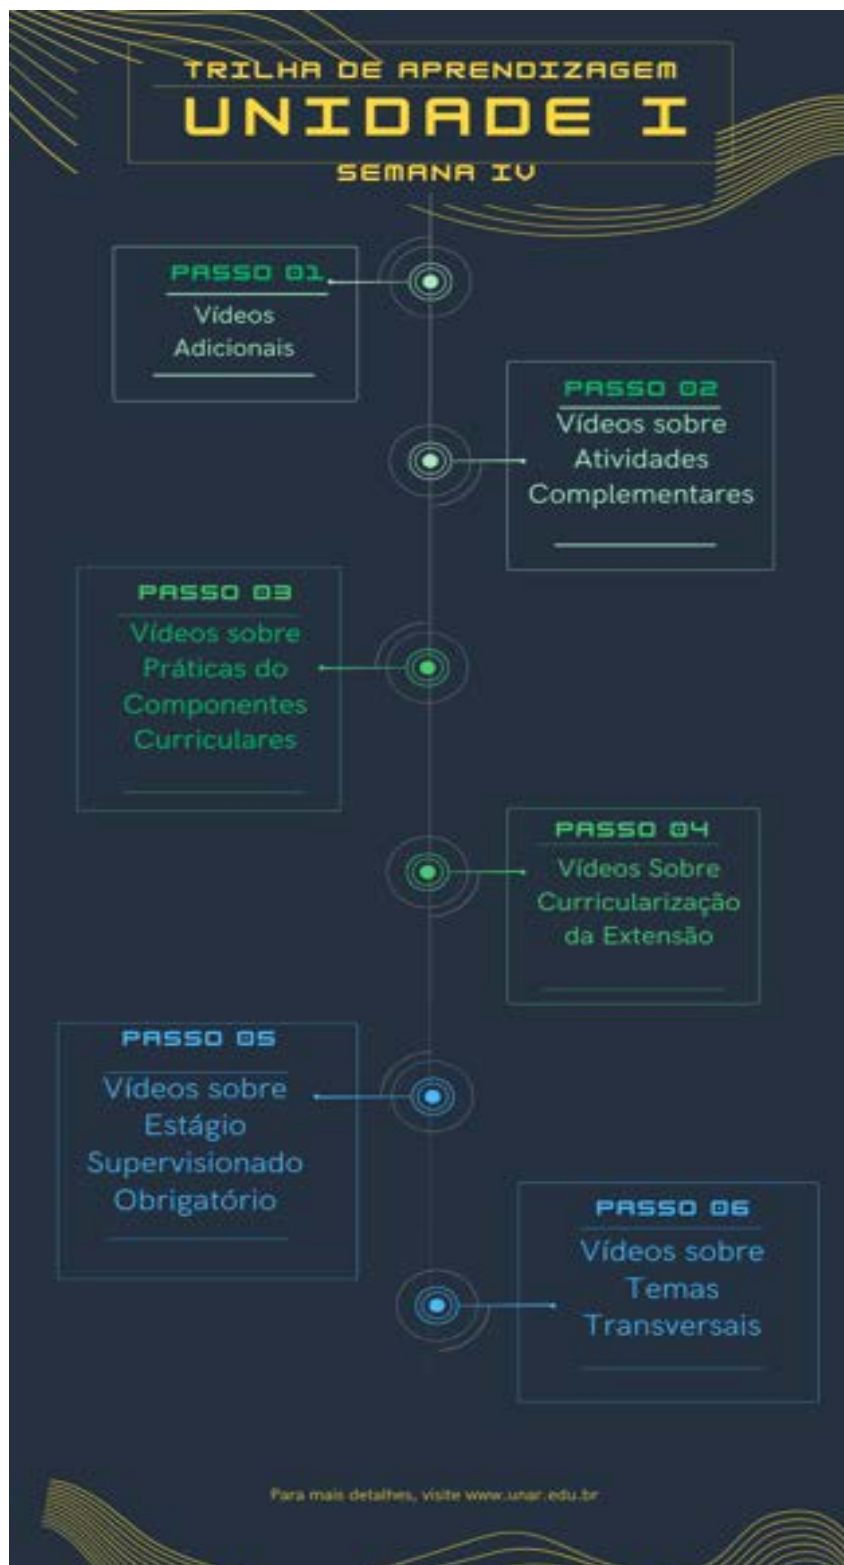 TRILHA DE APRENDIZAGEM
UNIDADE I
SEMANA IV
PASSO 01
Vídeos
Adicionais
PASSO 02
Vídeos sobre
Atividades
Complementares
PASSO 03
Vídeos sobre
Práticas do
Componentes
Curriculares
PASSO 04
Vídeos Sobre
Curricularização
da Extensão
PASSO 05
Vídeos sobre
Estágio
Supervisionado
Obrigatório
PASSO 06
Vídeos sobre
Temas
Transversais
Para mais detalhes, visite www.unar.edu.br